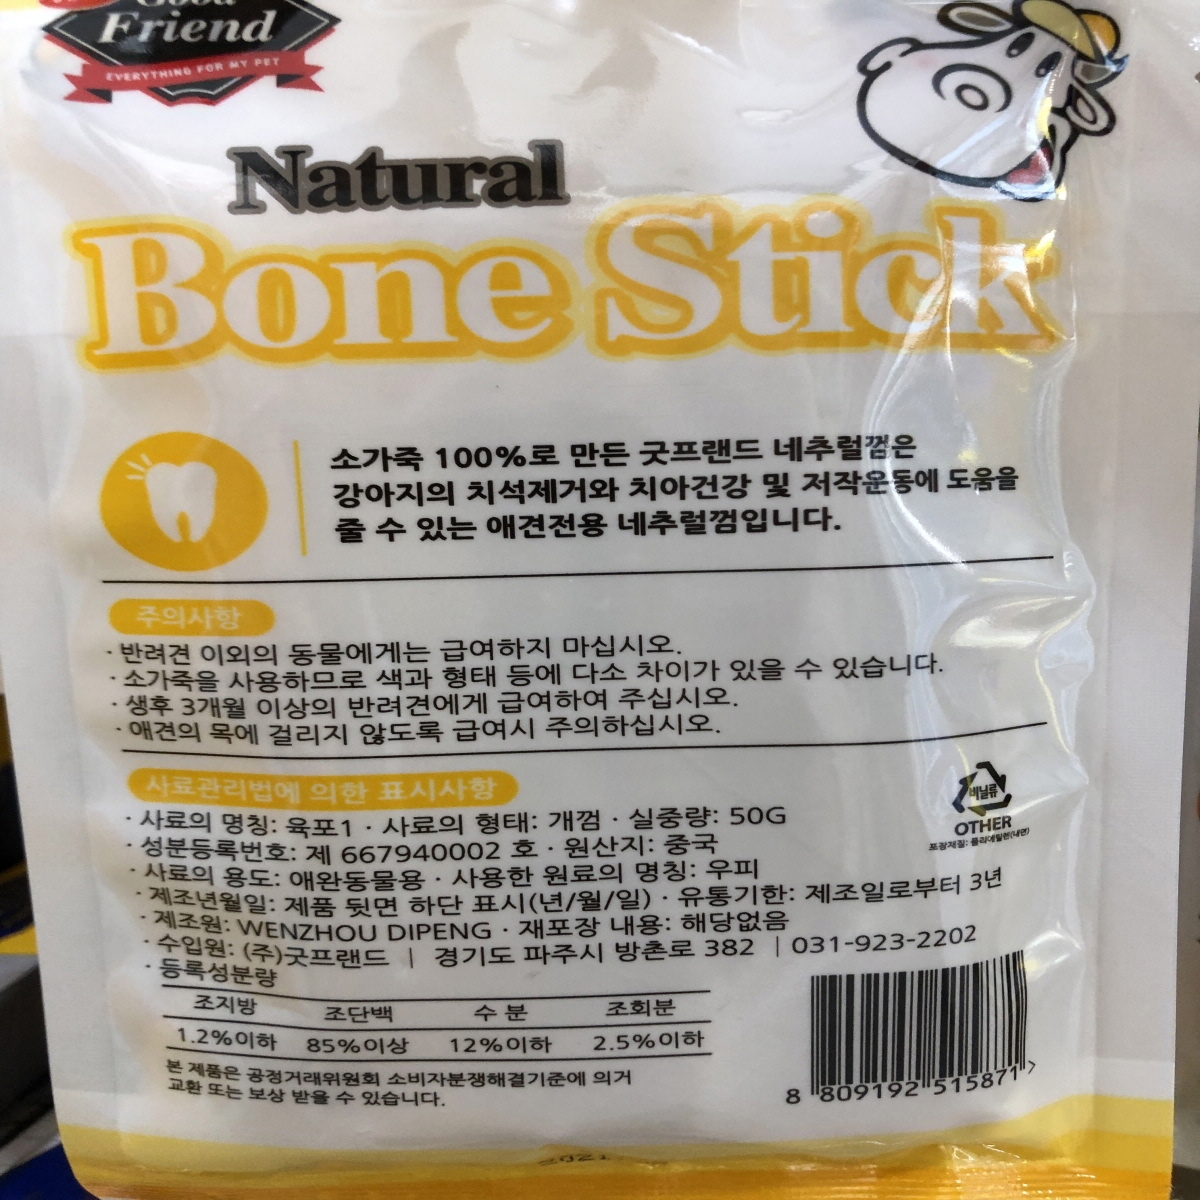 Good
Friend
EVERYTHING FOR MY PET
Natural
Bone Stick
소가죽 100%로 만든 굿프랜드 네추럴껌은
강아지의 치석제거와 치아건강 및 저작운동에 도움을
줄 수 있는 애견전용 네추럴껌입니다.
주의사항
· 반려견 이외의 동물에게는 급여하지 마십시오.
· 소가죽을 사용하므로 색과 형태 등에 다소 차이가 있을 수 있습니다.
· 생후 3개월 이상의 반려견에게 급여하여 주십시오.
· 애견의 목에 걸리지 않도록 급여시 주의하십시오.
사료관리법에 의한 표시사항
· 사료의 명칭: 육포1 · 사료의 형태: 개껌 · 실중량: 50G
· 성분등록번호: 제 667940002 호 · 원산지: 중국
· 사료의 용도: 애완동물용 · 사용한 원료의 명칭: 우피
· 제조년월일: 제품 뒷면 하단 표시(년/월/일) · 유통기한: 제조일로부터 3년
· 제조원: WENZHOU DIPENG · 재포장 내용: 해당없음
· 수입원: (주)굿프랜드 | 경기도 파주시 방촌로 382 | 031-923-2202
· 등록성분량
비닐류
OTHER
포장재질: 폴리에틸렌(내면)
조지방 조단백 수 분 조회분
1.2%이하 85%이상 12%이하 2.5%이하
본 제품은 공정거래위원회 소비자분쟁해결기준에 의거
교환 또는 보상 받을 수 있습니다.
8 809192 515871 >